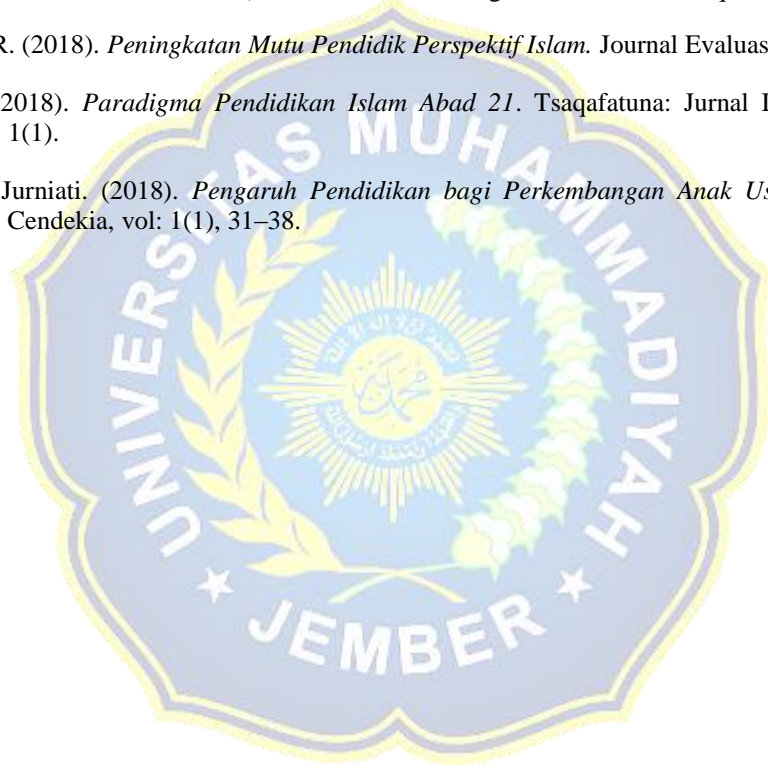 R. (2018). Peningkatan Mutu Pendidik Perspektif Islam. Journal Evaluas
2018). Paradigma Pendidikan Islam Abad 21. Tsaqafatuna: Jurnal I
1(1).
Jurniati. (2018). Pengaruh Pendidikan bagi Perkembangan Anak Us
Cendekia, vol: 1(1), 31–38.
UNIVERSITAS MUHAMMADIYAH
JEMBER
محمدية